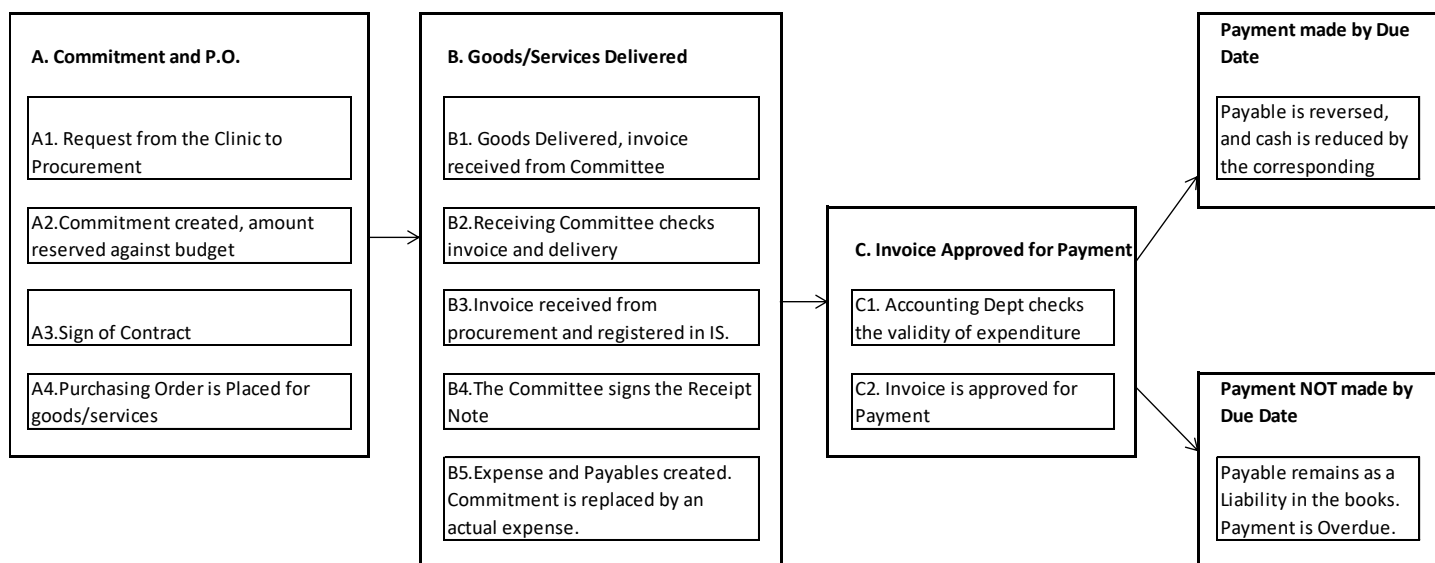 A. Commitment and P.O.
A1. Request from the Clinic to
Procurement
A2.Commitment created, amount
reserved against budget
A3.Sign of Contract
A4.Purchasing Order is Placed for
goods/services
B. Goods/Services Delivered
B1. Goods Delivered, invoice
received from Committee
B2.Receiving Committee checks
invoice and delivery
B3.Invoice received from
procurement and registered in IS.
B4.The Committee signs the Receipt
Note
B5.Expense and Payables created.
Commitment is replaced by an
actual expense.
C. Invoice Approved for Payment
C1. Accounting Dept checks
the validity of expenditure
C2. Invoice is approved for
Payment
Payment made by Due
Date
Payable is reversed,
and cash is reduced by
the corresponding
Payment NOT made by
Due Date
Payable remains as a
Liability in the books.
Payment is Overdue.